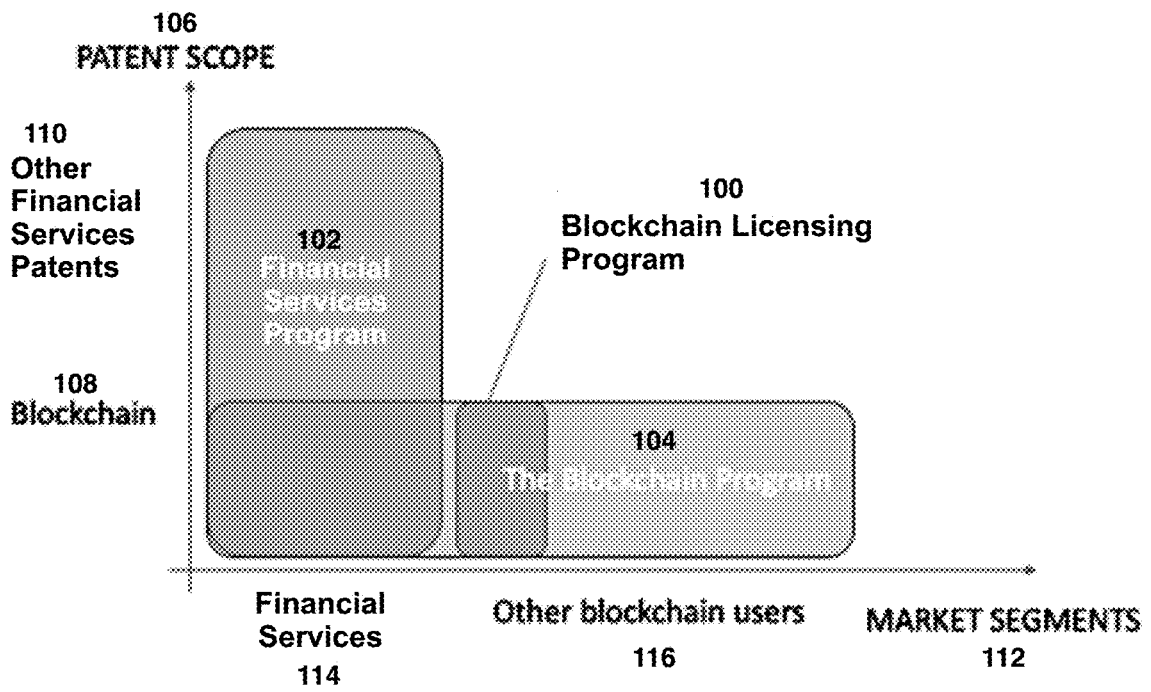 106
PATENT SCOPE
110
Other
Financial
Services
Patents
102
Financial
Services
Program
100
Blockchain Licensing
Program
108
Blockchain
104
The Blockchain Program
Financial
Services
114
Other blockchain users
116
MARKET SEGMENTS
112